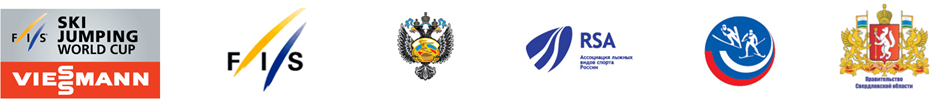 FIS
SKI
JUMPING
WORLD CUP
VIESSMANN
FIS
RSA
Ассоциация лыжных
видов спорта
России
Правительство
Свердловской области